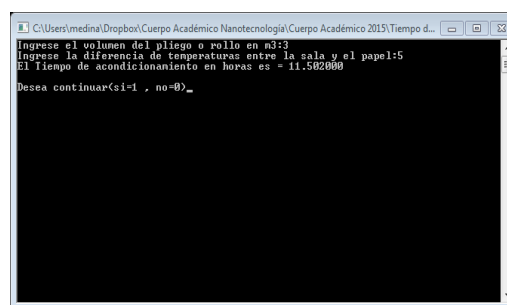 C:\Users\medina\Dropbox\Cuerpo Académico Nanotecnología\Cuerpo Académico 2015\Tiempo d...
Ingrese el volumen del pliego o rollo en m3:3
Ingrese la diferencia de temperaturas entre la sala y el papel:5
El Tiempo de acondicionamiento en horas es = 11.502000
Desea continuar(si=1 , no=0)_